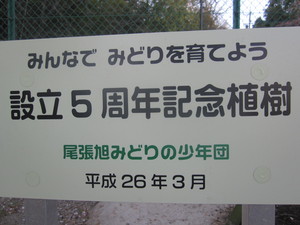 みんなで みどりを育てよう
設立5周年記念植樹
尾張旭みどりの少年団
平成26年3月